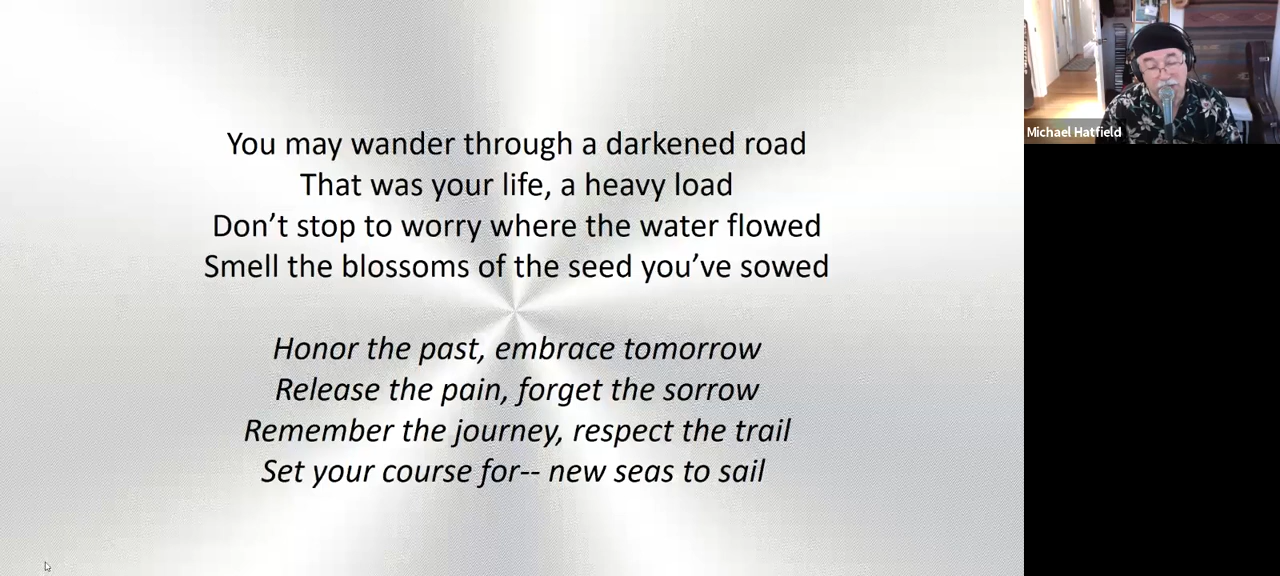 You may wander through a darkened road
That was your life, a heavy load
Don’t stop to worry where the water flowed
Smell the blossoms of the seed you’ve sowed
Honor the past, embrace tomorrow
Release the pain, forget the sorrow
Remember the journey, respect the trail
Set your course for-- new seas to sail
Michael Hatfield